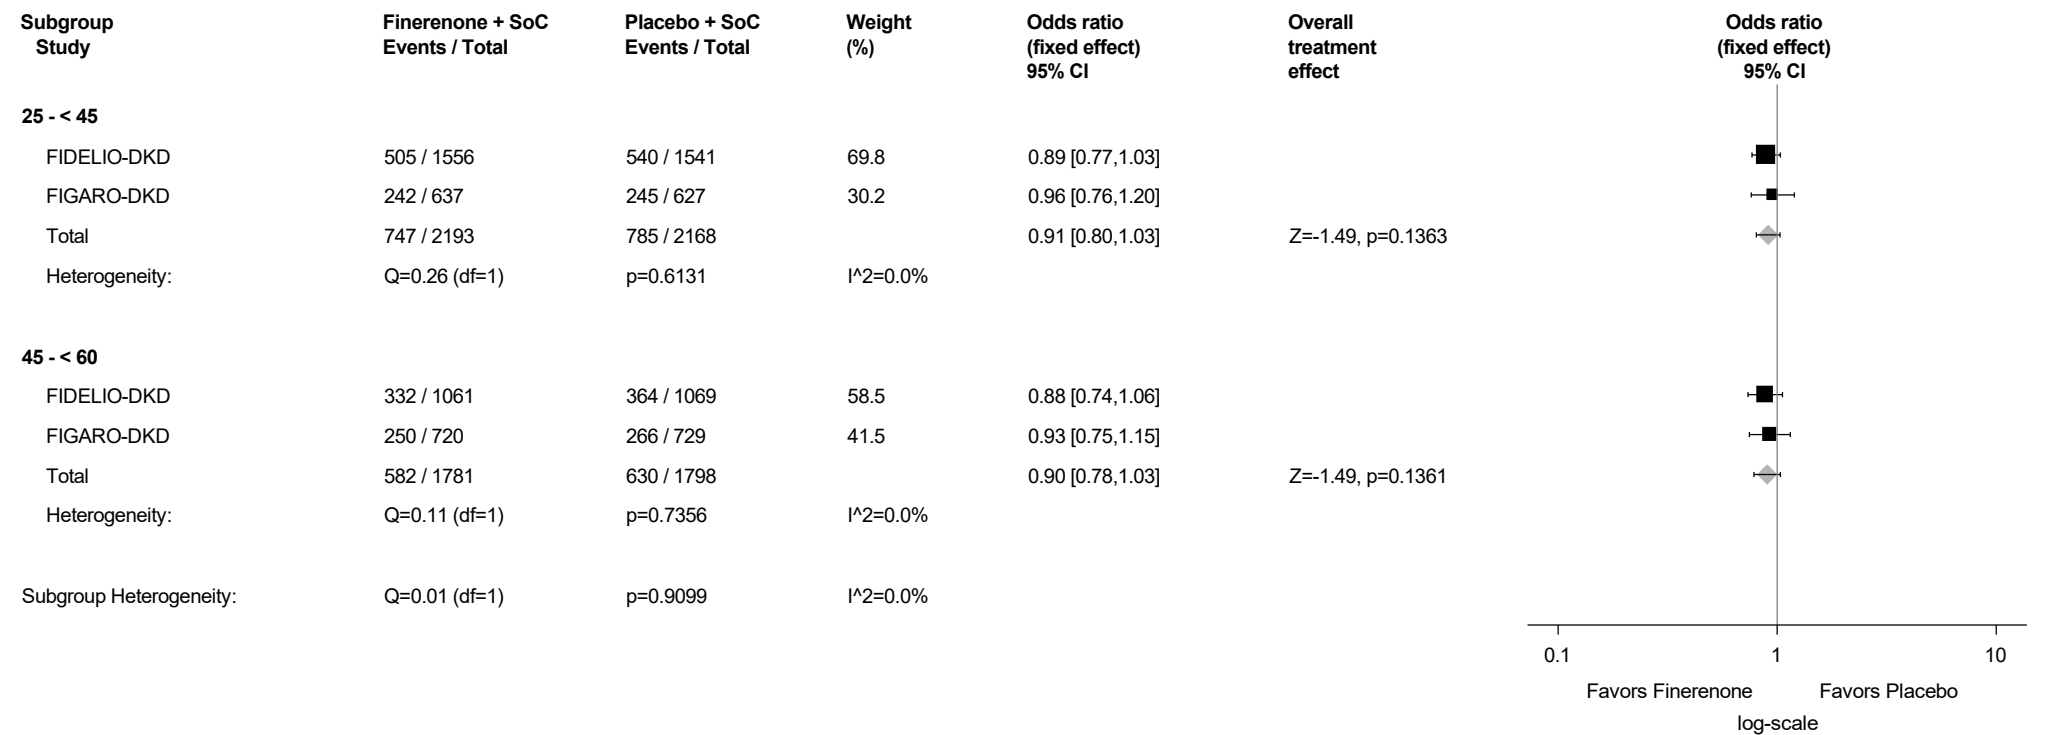 Subgroup Finerenone + SoC Placebo + SoC Weight Odds ratio Overall Odds ratio
Study Events / Total Events / Total (%) (fixed effect) treatment (fixed effect)
95% CI effect 95% CI
25 - < 45
FIDELIO-DKD 505 / 1556 540 / 1541 69.8 0.89 [0.77,1.03]
FIGARO-DKD 242 / 637 245 / 627 30.2 0.96 [0.76,1.20]
Total 747 / 2193 785 / 2168 0.91 [0.80,1.03] Z=-1.49, p=0.1363
Heterogeneity: Q=0.26 (df=1) p=0.6131 I^2=0.0%
45 - < 60
FIDELIO-DKD 332 / 1061 364 / 1069 58.5 0.88 [0.74,1.06]
FIGARO-DKD 250 / 720 266 / 729 41.5 0.93 [0.75,1.15]
Total 582 / 1781 630 / 1798 0.90 [0.78,1.03] Z=-1.49, p=0.1361
Heterogeneity: Q=0.11 (df=1) p=0.7356 I^2=0.0%
Subgroup Heterogeneity: Q=0.01 (df=1) p=0.9099 I^2=0.0%
0.1 1 10
Favors Finerenone Favors Placebo
log-scale